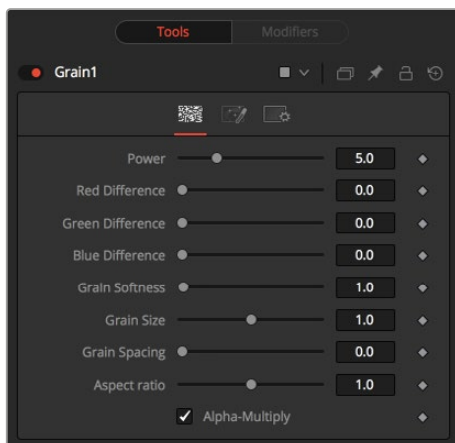 Tools Modifiers
Grain1
Power 5.0
Red Difference 0.0
Green Difference 0.0
Blue Difference 0.0
Grain Softness 1.0
Grain Size 1.0
Grain Spacing 0.0
Aspect ratio 1.0
Alpha-Multiply